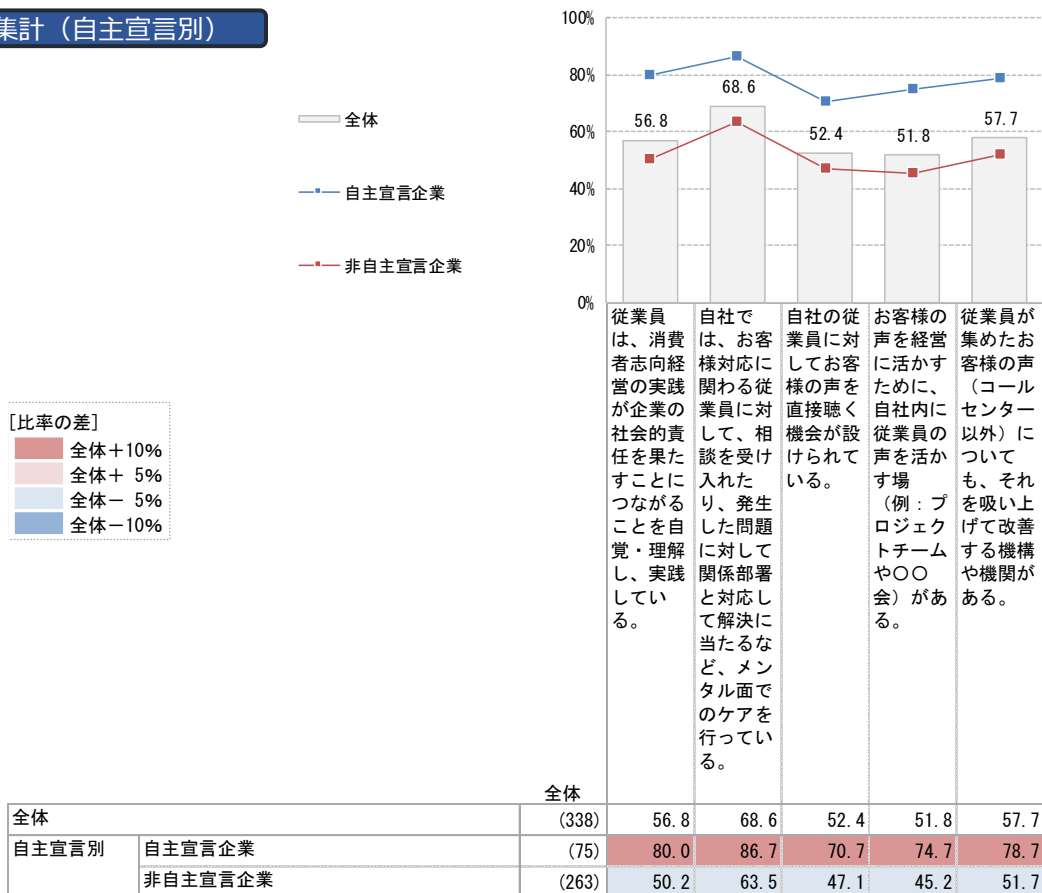 集計（自主宣言別）
全体
自主宣言企業
非自主宣言企業
100%
80%
60%
40%
20%
0%
56.8
68.6
52.4
51.8
57.7
従業員
は、消費
者志向経
営の実践
が企業の
社会的責
任を果た
すことに
つながる
ことを自
覚・理解
し、実践
してい
る。
自社で
は、お客
様対応に
関わる従
業員に対
して、相
談を受け
入れた
り、発生
した問題
に対して
関係部署
と対応し
て解決に
当たるな
ど、メン
タル面で
のケアを
行ってい
る。
自社の従
業員に対
してお客
様の声を
直接聴く
機会が設
けられて
いる。
お客様の
声を経営
に活かす
ために、
自社内に
従業員の
声を活か
す場
（例：プ
ロジェク
トチーム
や〇〇
会）があ
る。
従業員が
集めたお
客様の声
（コール
センター
以外）に
ついて
も、それ
を吸い上
げて改善
する機構
や機関が
ある。
[比率の差]
全体＋10%
全体＋ 5%
全体－ 5%
全体－10%
全体
全体 (338) 56.8 68.6 52.4 51.8 57.7
自主宣言別 自主宣言企業 (75) 80.0 86.7 70.7 74.7 78.7
非自主宣言企業 (263) 50.2 63.5 47.1 45.2 51.7